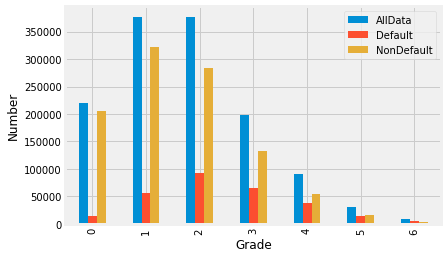 AllData
Default
NonDefault
350000
300000
250000
200000
150000
100000
50000
0
Number
0 1 2 3 4 5 6
Grade